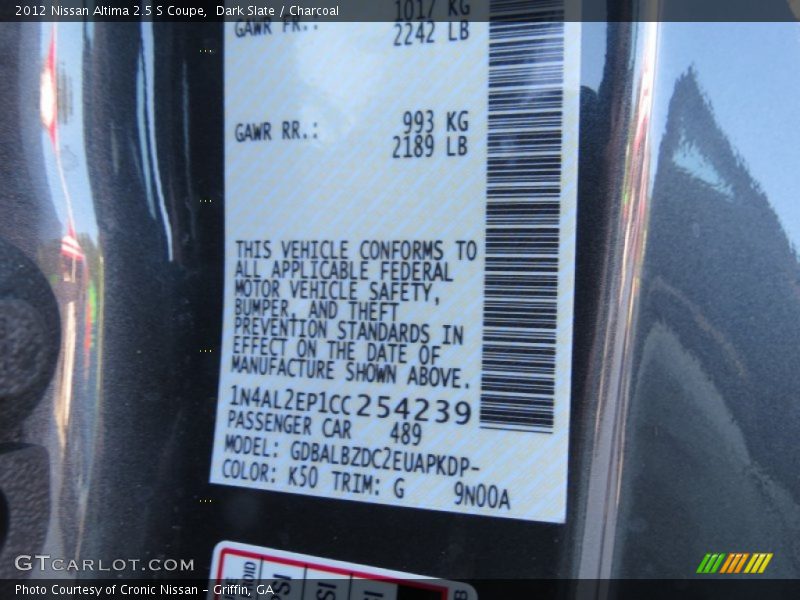 2012 Nissan Altima 2.5 S Coupe, Dark Slate / Charcoal
GAWR FR.: 1017 KG
2242 LB
GAWR RR.: 993 KG
2189 LB
THIS VEHICLE CONFORMS TO
ALL APPLICABLE FEDERAL
MOTOR VEHICLE SAFETY,
BUMPER, AND THEFT
PREVENTION STANDARDS IN
EFFECT ON THE DATE OF
MANUFACTURE SHOWN ABOVE.
1N4AL2EP1CC254239
PASSENGER CAR 489
MODEL: GDBALBZDC2EUAPKDP-
COLOR: K50 TRIM: G 9N00A
GTCARLOT.COM
Photo Courtesy of Cronic Nissan - Griffin, GA